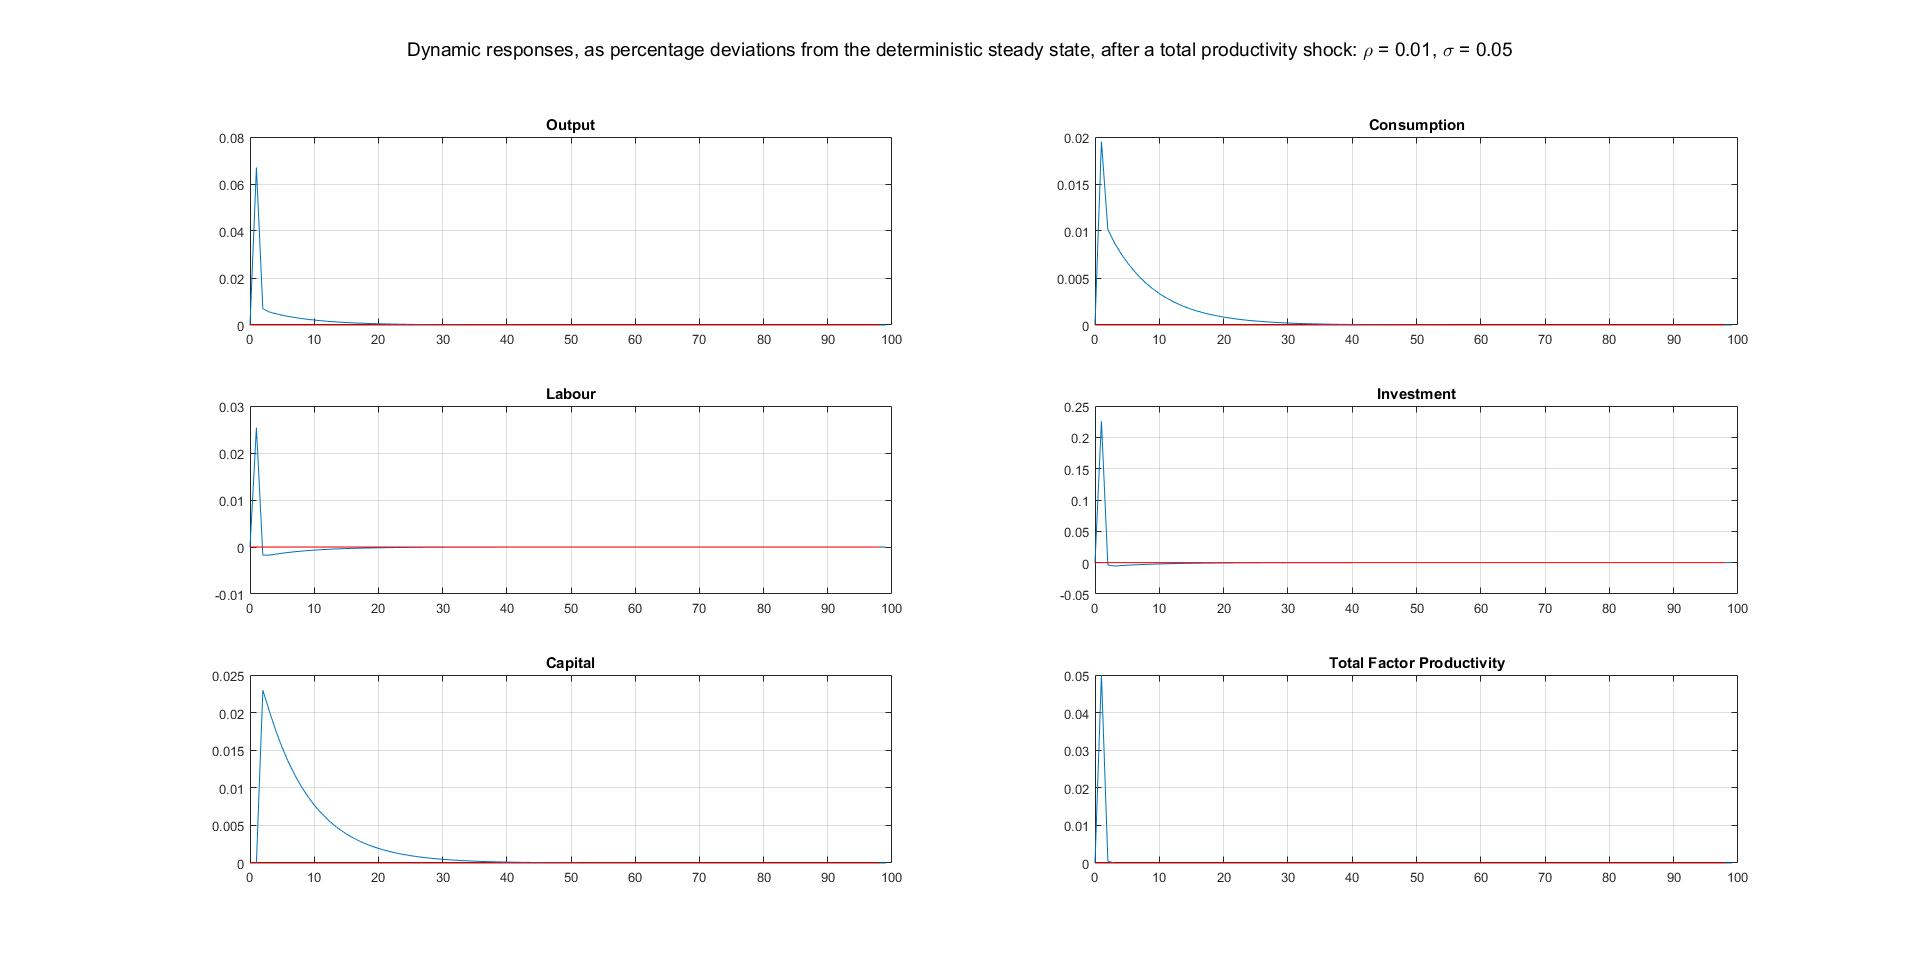 Dynamic responses, as percentage deviations from the deterministic steady state, after a total productivity shock: ρ = 0.01, σ = 0.05
Output
0.08
0.06
0.04
0.02
0
0 10 20 30 40 50 60 70 80 90 100
Consumption
0.02
0.015
0.01
0.005
0
0 10 20 30 40 50 60 70 80 90 100
Labour
0.03
0.02
0.01
0
-0.01
0 10 20 30 40 50 60 70 80 90 100
Investment
0.25
0.2
0.15
0.1
0.05
0
-0.05
0 10 20 30 40 50 60 70 80 90 100
Capital
0.025
0.02
0.015
0.01
0.005
0
0 10 20 30 40 50 60 70 80 90 100
Total Factor Productivity
0.05
0.04
0.03
0.02
0.01
0
0 10 20 30 40 50 60 70 80 90 100